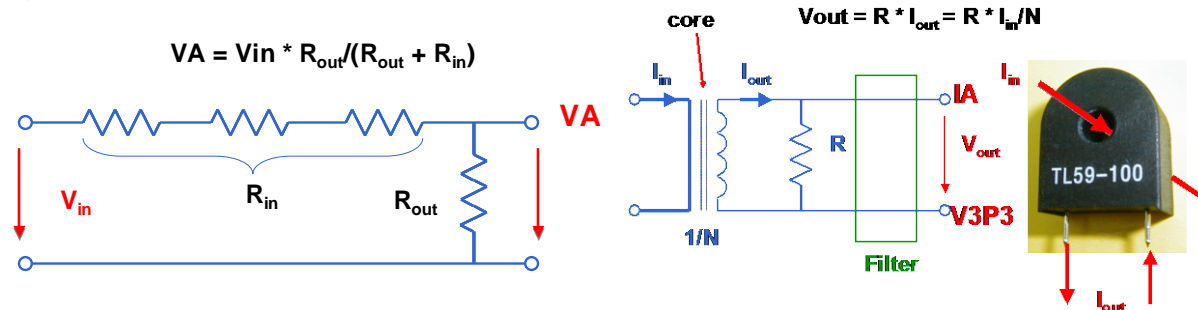 VA = Vin * Rout/(Rout + Rin)
VA
Vin
Rin
Rout
core
Vout = R * Iout = R * Iin/N
Iin
Iout
R
1/N
Filter
IA
Vout
V3P3
Iin
TL59-100
Iout